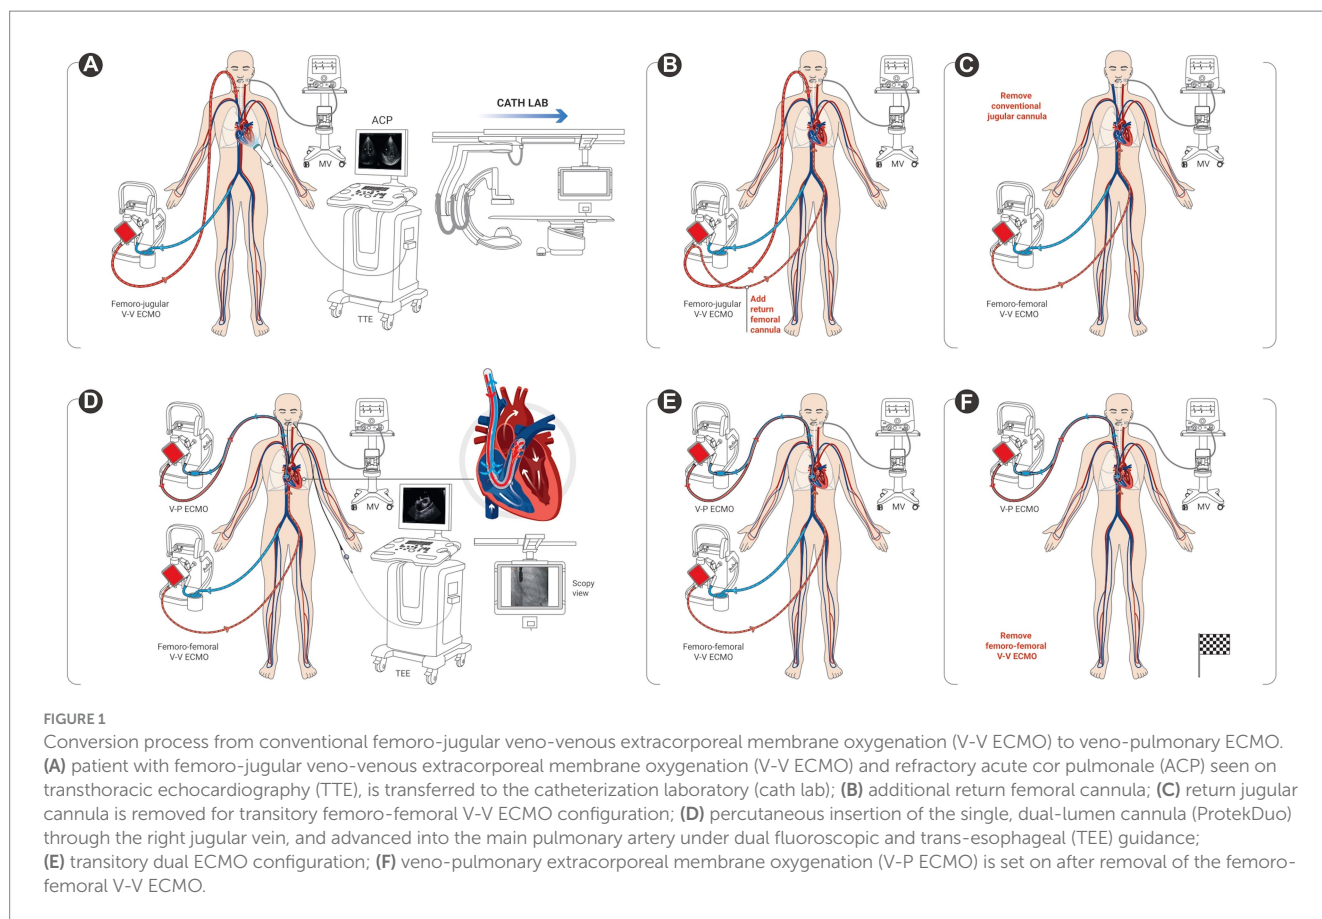 A
CATH LAB
ACP
MV
TTE
Femoro-jugular
V-V ECMO
B
MV
Femoro-jugular
V-V ECMO
Add
return
femoral
cannula
C
Remove
conventional
jugular cannula
MV
Femoro-femoral
V-V ECMO
D
V-P ECMO
MV
Scopy
view
Femoro-femoral
V-V ECMO
TEE
E
V-P ECMO
MV
Femoro-femoral
V-V ECMO
F
V-P ECMO
MV
Remove
femoro-femoral
V-V ECMO
FIGURE 1
Conversion process from conventional femoro-jugular veno-venous extracorporeal membrane oxygenation (V-V ECMO) to veno-pulmonary ECMO.
(A) patient with femoro-jugular veno-venous extracorporeal membrane oxygenation (V-V ECMO) and refractory acute cor pulmonale (ACP) seen on
transthoracic echocardiography (TTE), is transferred to the catheterization laboratory (cath lab); (B) additional return femoral cannula; (C) return jugular
cannula is removed for transitory femoro-femoral V-V ECMO configuration; (D) percutaneous insertion of the single, dual-lumen cannula (ProtekDuo)
through the right jugular vein, and advanced into the main pulmonary artery under dual fluoroscopic and trans-esophageal (TEE) guidance;
(E) transitory dual ECMO configuration; (F) veno-pulmonary extracorporeal membrane oxygenation (V-P ECMO) is set on after removal of the femoro-
femoral V-V ECMO.